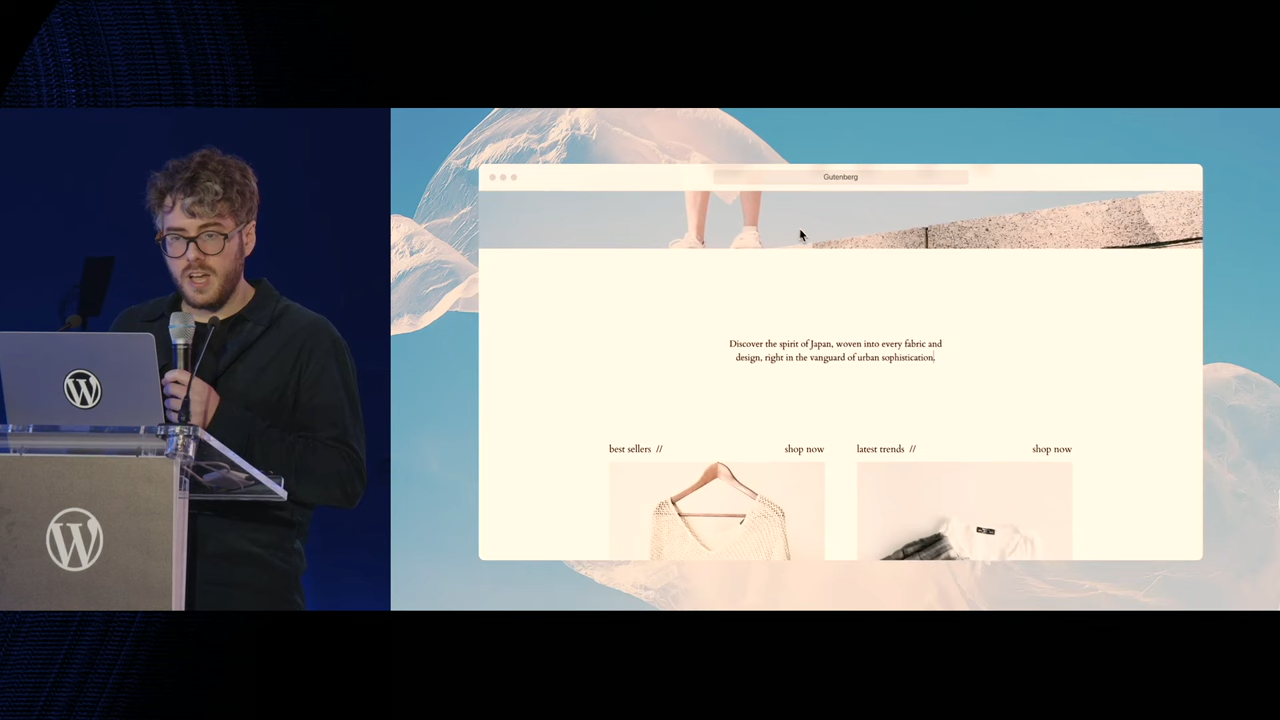 Gutenberg
Discover the spirit of Japan, woven into every fabric and
design, right in the vanguard of urban sophistication.
best sellers //
shop now
latest trends //
shop now